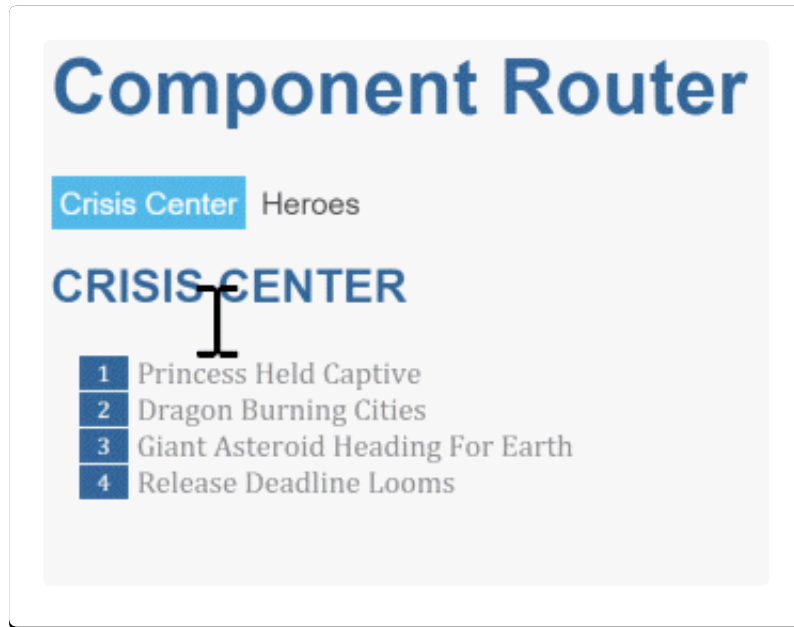 Component Router
Crisis Center Heroes
CRISIS CENTER
1 Princess Held Captive
2 Dragon Burning Cities
3 Giant Asteroid Heading For Earth
4 Release Deadline Looms